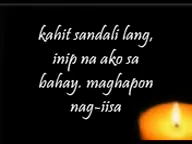 kahit sandali lang,
inip na ako sa
bahay. maghapon
nag-iisa